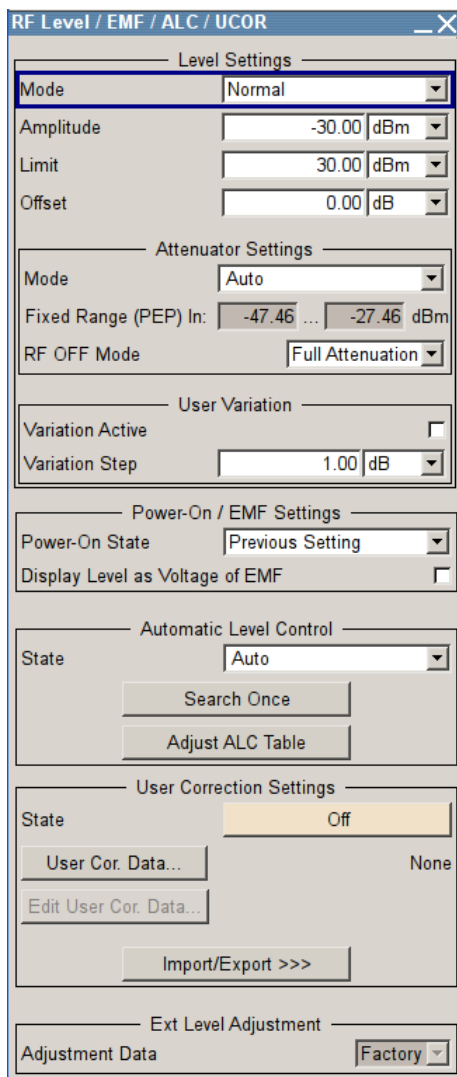 RF Level / EMF / ALC / UCOR
Level Settings
Mode Normal
Amplitude -30.00 dBm
Limit 30.00 dBm
Offset 0.00 dB
Attenuator Settings
Mode Auto
Fixed Range (PEP) In: -47.46 ... -27.46 dBm
RF OFF Mode Full Attenuation
User Variation
Variation Active
Variation Step 1.00 dB
Power-On / EMF Settings
Power-On State Previous Setting
Display Level as Voltage of EMF
Automatic Level Control
State Auto
Search Once
Adjust ALC Table
User Correction Settings
State Off
User Cor. Data... None
Edit User Cor. Data...
Import/Export >>>
Ext Level Adjustment
Adjustment Data Factory